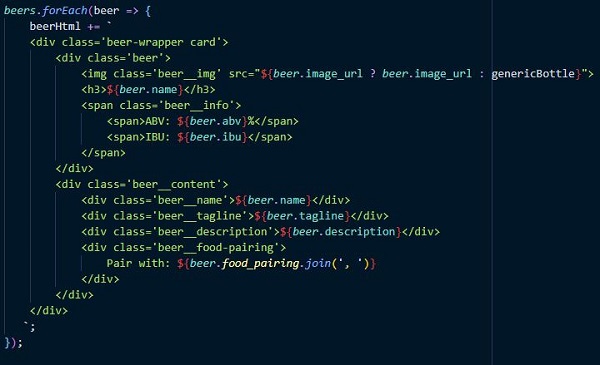 beers.forEach(beer => {
beerHtml += `
<div class='beer-wrapper card'>
<div class='beer'>
<img class='beer__img' src="${beer.image_url ? beer.image_url : genericBottle}">
<h3>${beer.name}</h3>
<span class='beer__info'>
<span>ABV: ${beer.abv}%</span>
<span>IBU: ${beer.ibu}</span>
</span>
</div>
<div class='beer__content'>
<div class='beer__name'>${beer.name}</div>
<div class='beer__tagline'>${beer.tagline}</div>
<div class='beer__description'>${beer.description}</div>
<div class='beer__food-pairing'>
Pair with: ${beer.food_pairing.join(', ')}
</div>
</div>
</div>
`;
});